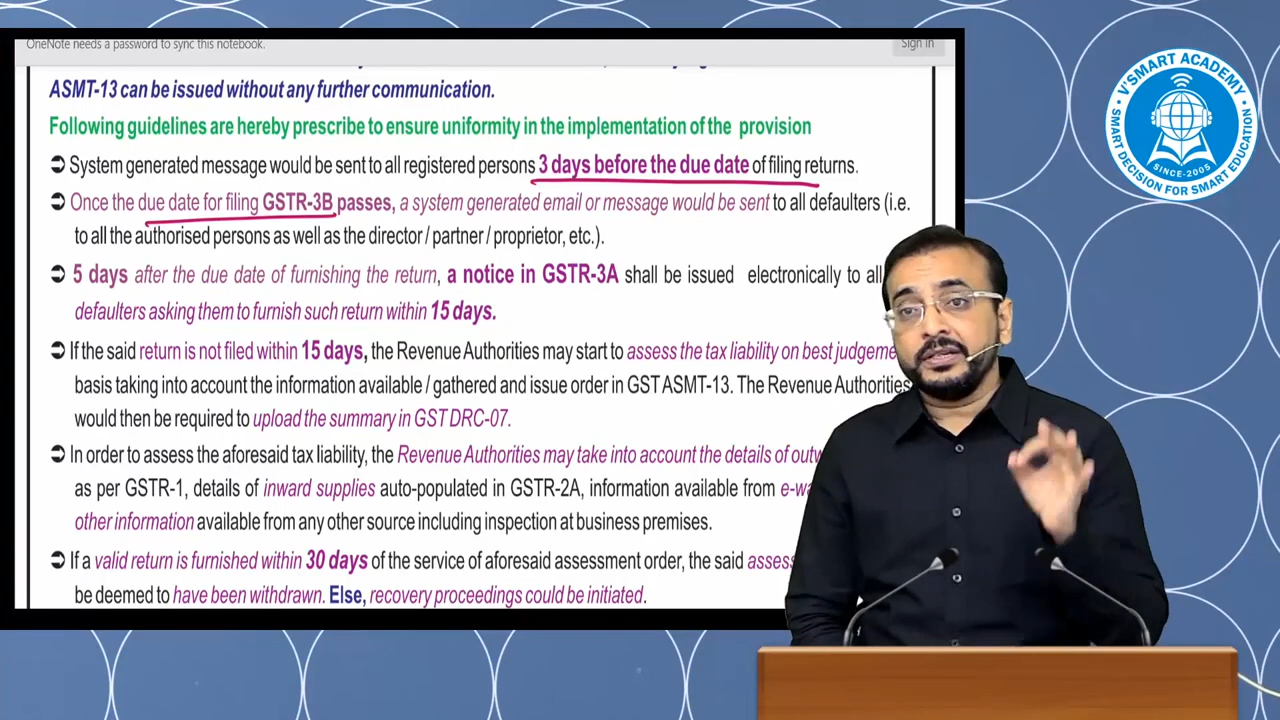 OneNote needs a password to sync this notebook.
Sign in
ASMT-13 can be issued without any further communication.
Following guidelines are hereby prescribe to ensure uniformity in the implementation of the provision
➲ System generated message would be sent to all registered persons 3 days before the due date of filing returns.
➲ Once the due date for filing GSTR-3B passes, a system generated email or message would be sent to all defaulters (i.e.
to all the authorised persons as well as the director / partner / proprietor, etc.).
➲ 5 days after the due date of furnishing the return, a notice in GSTR-3A shall be issued electronically to all
defaulters asking them to furnish such return within 15 days.
➲ If the said return is not filed within 15 days, the Revenue Authorities may start to assess the tax liability on best
basis taking into account the information available / gathered and issue order in GST ASMT-13. The Revenue Authorities
would then be required to upload the summary in GST DRC-07.
➲ In order to assess the aforesaid tax liability, the Revenue Authorities may take into account the details of
as per GSTR-1, details of inward supplies auto-populated in GSTR-2A, information available from
other information available from any other source including inspection at business premises.
➲ If a valid return is furnished within 30 days of the service of aforesaid assessment order, the said
be deemed to have been withdrawn. Else, recovery proceedings could be initiated.
V'SMART ACADEMY
SINCE-2005
SMART DECISION FOR SMART EDUCATION